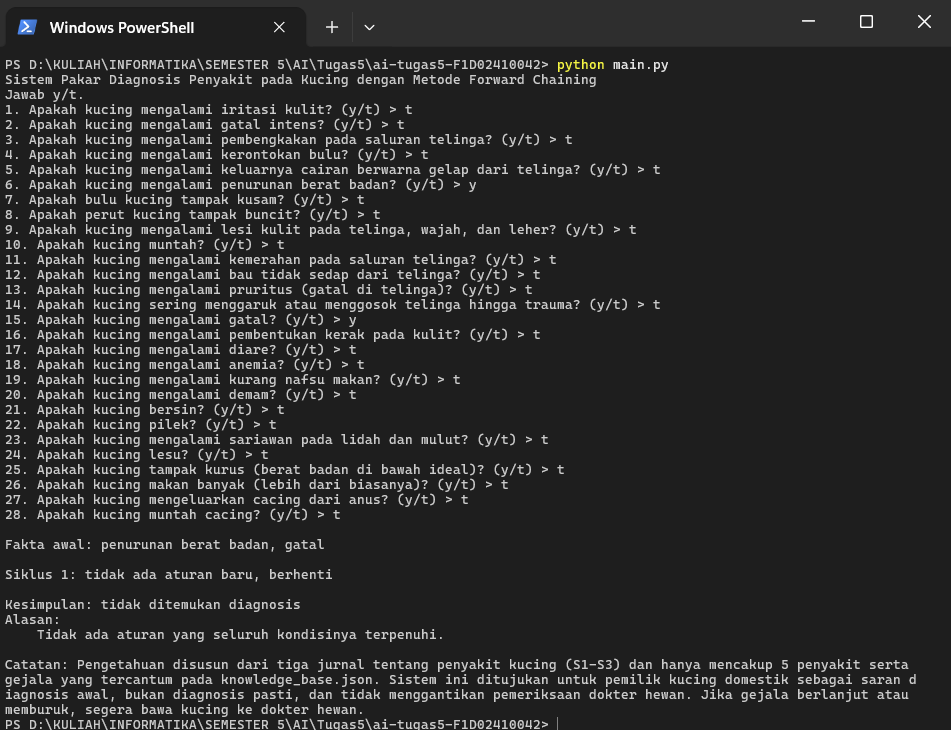 Windows PowerShell
PS D:\KULIAH\INFORMATIKA\SEMESTER 5\AI\Tugas5\ai-tugas5-F1D02410042> python main.py
Sistem Pakar Diagnosis Penyakit pada Kucing dengan Metode Forward Chaining
Jawab y/t.
1. Apakah kucing mengalami iritasi kulit? (y/t) > t
2. Apakah kucing mengalami gatal intens? (y/t) > t
3. Apakah kucing mengalami pembengkakan pada saluran telinga? (y/t) > t
4. Apakah kucing mengalami kerontokan bulu? (y/t) > t
5. Apakah kucing mengalami keluarnya cairan berwarna gelap dari telinga? (y/t) > t
6. Apakah kucing mengalami penurunan berat badan? (y/t) > y
7. Apakah bulu kucing tampak kusam? (y/t) > t
8. Apakah perut kucing tampak buncit? (y/t) > t
9. Apakah kucing mengalami lesi kulit pada telinga, wajah, dan leher? (y/t) > t
10. Apakah kucing muntah? (y/t) > t
11. Apakah kucing mengalami kemerahan pada saluran telinga? (y/t) > t
12. Apakah kucing mengalami bau tidak sedap dari telinga? (y/t) > t
13. Apakah kucing mengalami pruritus (gatal di telinga)? (y/t) > t
14. Apakah kucing sering menggaruk atau menggosok telinga hingga trauma? (y/t) > t
15. Apakah kucing mengalami gatal? (y/t) > y
16. Apakah kucing mengalami pembentukan kerak pada kulit? (y/t) > t
17. Apakah kucing mengalami diare? (y/t) > t
18. Apakah kucing mengalami anemia? (y/t) > t
19. Apakah kucing mengalami kurang nafsu makan? (y/t) > t
20. Apakah kucing mengalami demam? (y/t) > t
21. Apakah kucing bersin? (y/t) > t
22. Apakah kucing pilek? (y/t) > t
23. Apakah kucing mengalami sariawan pada lidah dan mulut? (y/t) > t
24. Apakah kucing lesu? (y/t) > t
25. Apakah kucing tampak kurus (berat badan di bawah ideal)? (y/t) > t
26. Apakah kucing makan banyak (lebih dari biasanya)? (y/t) > t
27. Apakah kucing mengeluarkan cacing dari anus? (y/t) > t
28. Apakah kucing muntah cacing? (y/t) > t
Fakta awal: penurunan berat badan, gatal
Siklus 1: tidak ada aturan baru, berhenti
Kesimpulan: tidak ditemukan diagnosis
Alasan:
Tidak ada aturan yang seluruh kondisinya terpenuhi.
Catatan: Pengetahuan disusun dari tiga jurnal tentang penyakit kucing (S1-S3) dan hanya mencakup 5 penyakit serta
gejala yang tercantum pada knowledge_base.json. Sistem ini ditujukan untuk pemilik kucing domestik sebagai saran d
iagnosis awal, bukan diagnosis pasti, dan tidak menggantikan pemeriksaan dokter hewan. Jika gejala berlanjut atau
memburuk, segera bawa kucing ke dokter hewan.
PS D:\KULIAH\INFORMATIKA\SEMESTER 5\AI\Tugas5\ai-tugas5-F1D02410042>